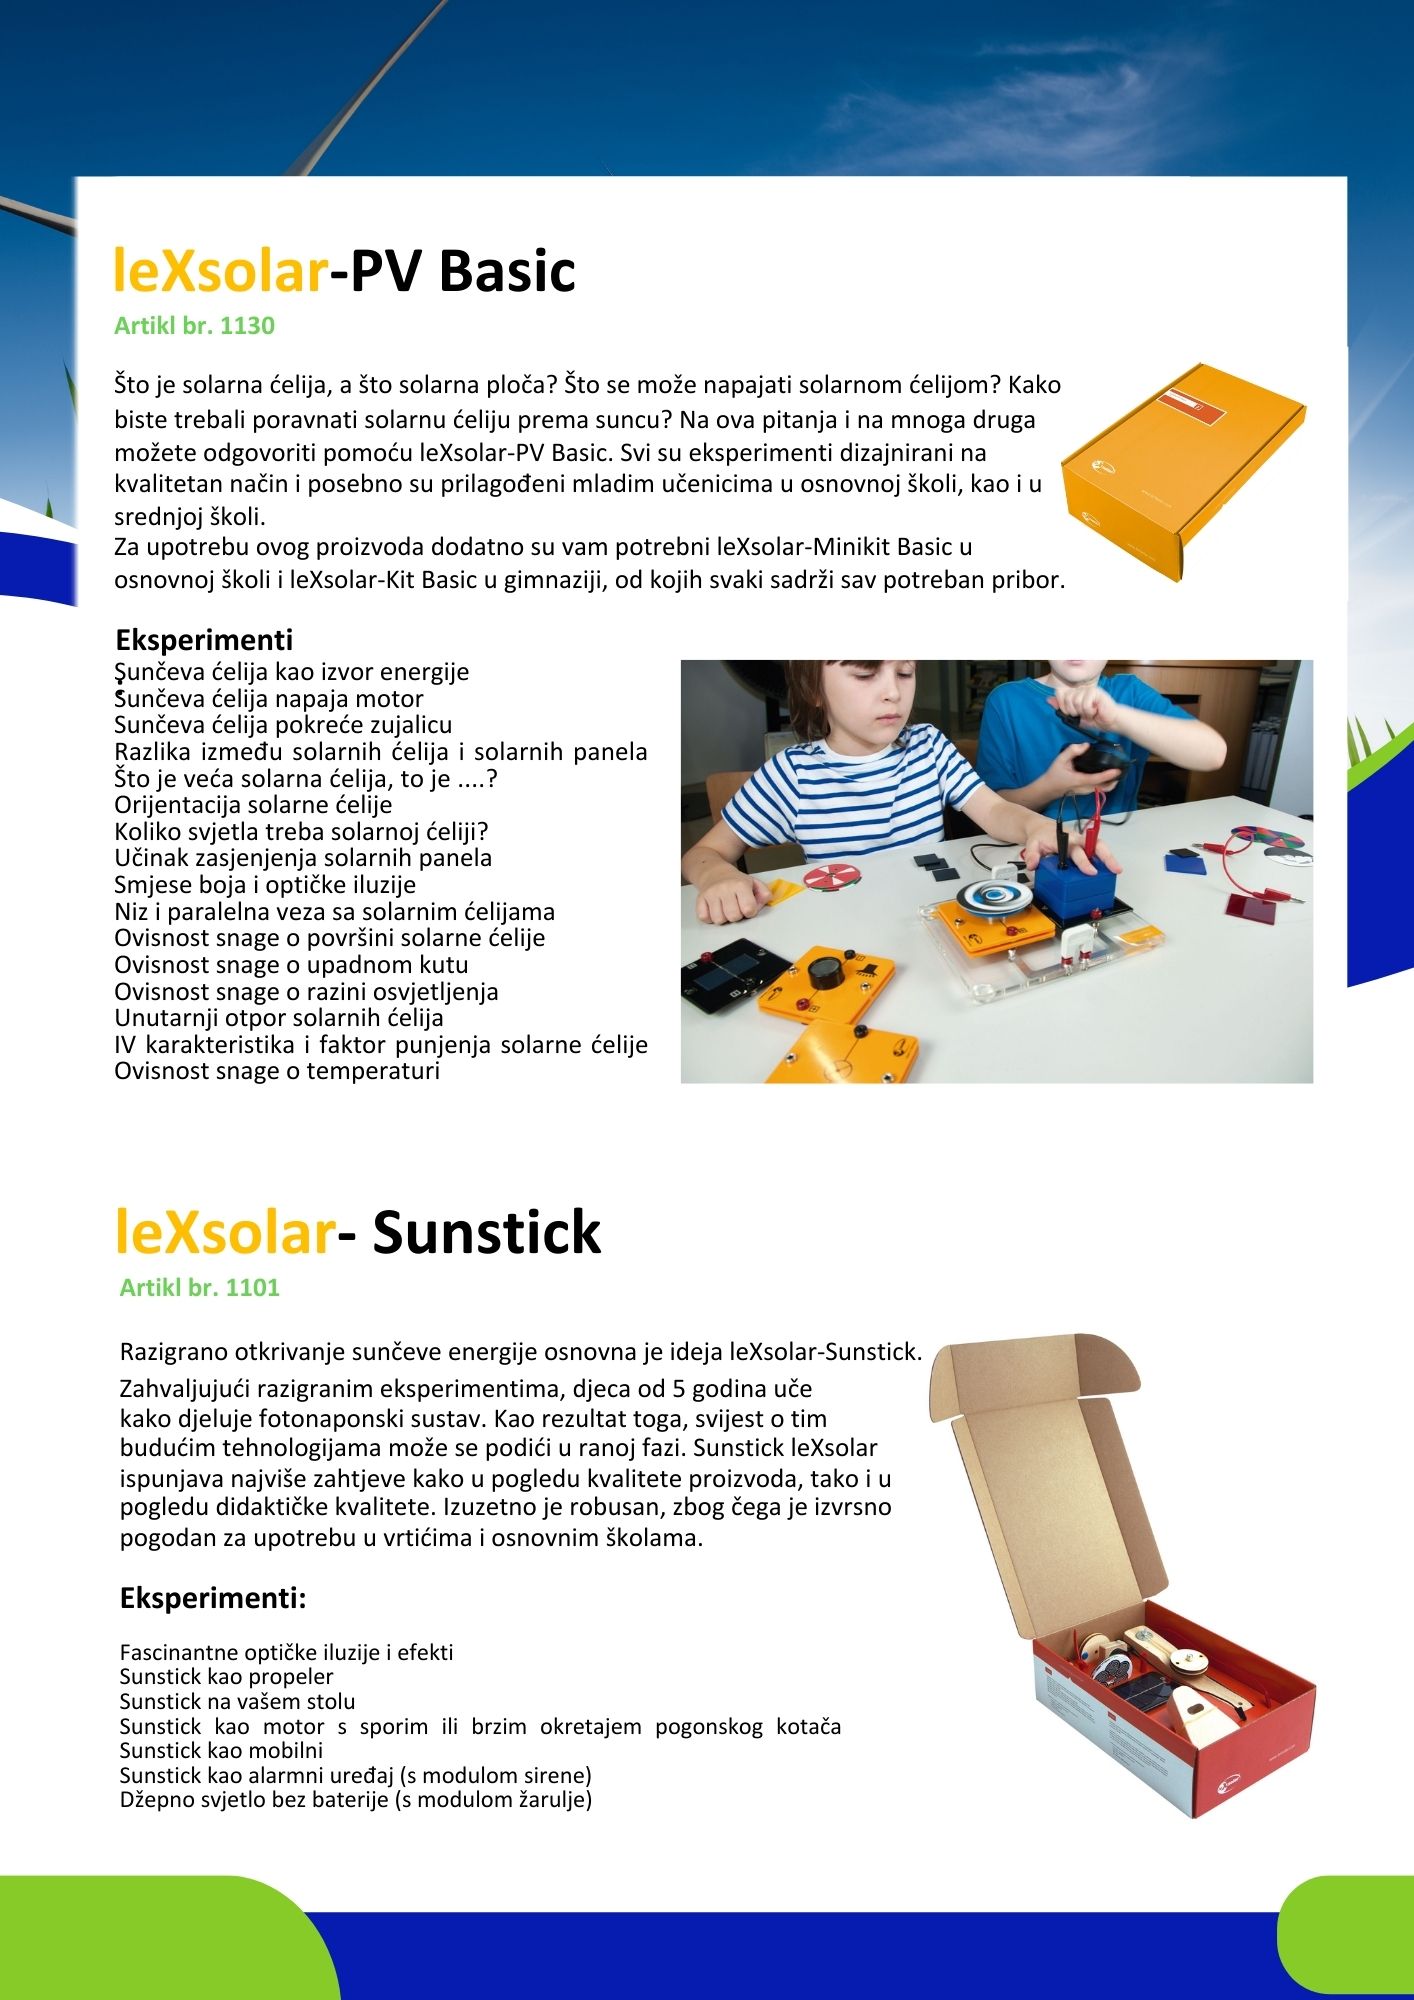 leXsolar-PV Basic
Artikl br. 1130
Što je solarna ćelija, a što solarna ploča? Što se može napajati solarnom ćelijom? Kako
biste trebali poravnati solarnu ćeliju prema suncu? Na ova pitanja i na mnoga druga
možete odgovoriti pomoću leXsolar-PV Basic. Svi su eksperimenti dizajnirani na
kvalitetan način i posebno su prilagođeni mladim učenicima u osnovnoj školi, kao i u
srednjoj školi.
Za upotrebu ovog proizvoda dodatno su vam potrebni leXsolar-Minikit Basic u
osnovnoj školi i leXsolar-Kit Basic u gimnaziji, od kojih svaki sadrži sav potreban pribor.
Eksperimenti
:
Sunčeva ćelija kao izvor energije
Sunčeva ćelija napaja motor
Sunčeva ćelija pokreće zujalicu
Razlika između solarnih ćelija i solarnih panela
Što je veća solarna ćelija, to je ....?
Orijentacija solarne ćelije
Koliko svjetla treba solarnoj ćeliji?
Učinak zasjenjenja solarnih panela
Smjese boja i optičke iluzije
Niz i paralelna veza sa solarnim ćelijama
Ovisnost snage o površini solarne ćelije
Ovisnost snage o upadnom kutu
Ovisnost snage o razini osvjetljenja
Unutarnji otpor solarnih ćelija
IV karakteristika i faktor punjenja solarne ćelije
Ovisnost snage o temperaturi
leXsolar- Sunstick
Artikl br. 1101
Razigrano otkrivanje sunčeve energije osnovna je ideja leXsolar-Sunstick.
Zahvaljujući razigranim eksperimentima, djeca od 5 godina uče
kako djeluje fotonaponski sustav. Kao rezultat toga, svijest o tim
budućim tehnologijama može se podići u ranoj fazi. Sunstick leXsolar
ispunjava najviše zahtjeve kako u pogledu kvalitete proizvoda, tako i u
pogledu didaktičke kvalitete. Izuzetno je robusan, zbog čega je izvrsno
pogodan za upotrebu u vrtićima i osnovnim školama.
Eksperimenti:
Fascinantne optičke iluzije i efekti
Sunstick kao propeler
Sunstick na vašem stolu
Sunstick kao motor s sporim ili brzim okretajem pogonskog kotača
Sunstick kao mobilni
Sunstick kao alarmni uređaj (s modulom sirene)
Džepno svjetlo bez baterije (s modulom žarulje)